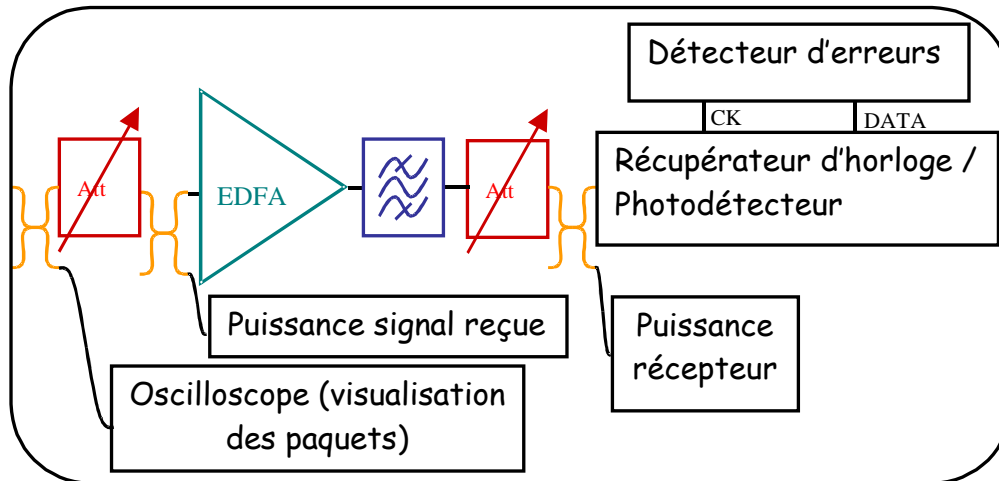 Détecteur d'erreurs
CK
DATA
Récupérateur d'horloge /
Photodétecteur
Att
EDFA
Att
Puissance signal reçue
Puissance
récepteur
Oscilloscope (visualisation
des paquets)